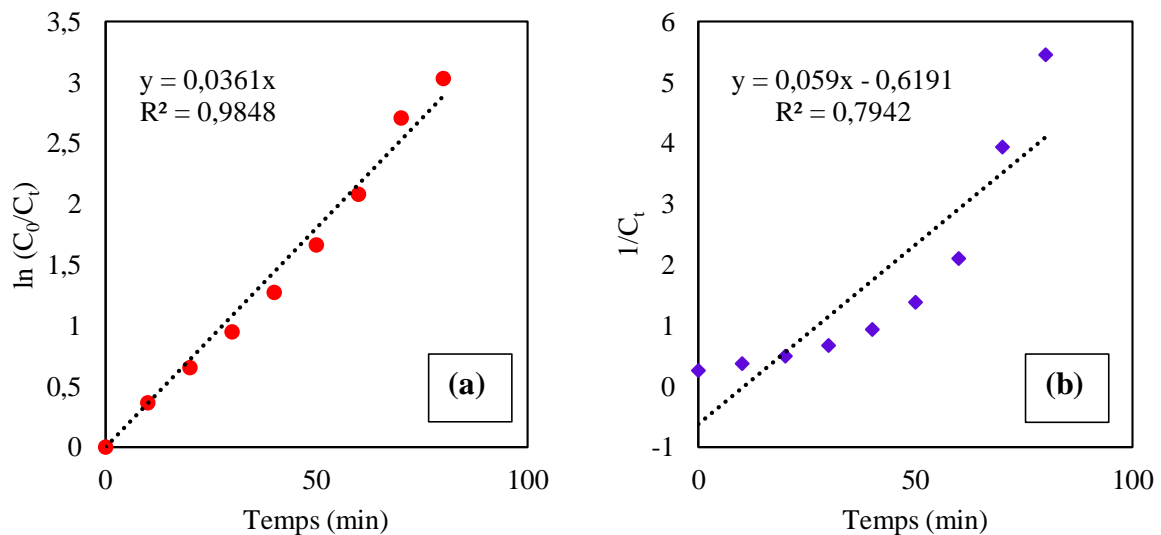 3,5
3
2,5
2
1,5
1
0,5
0
ln (C₀/Cₜ)
y = 0,0361x
R² = 0,9848
(a)
0
50
100
Temps (min)
6
5
4
3
2
1
0
-1
1/Cₜ
y = 0,059x - 0,6191
R² = 0,7942
(b)
0
50
100
Temps (min)